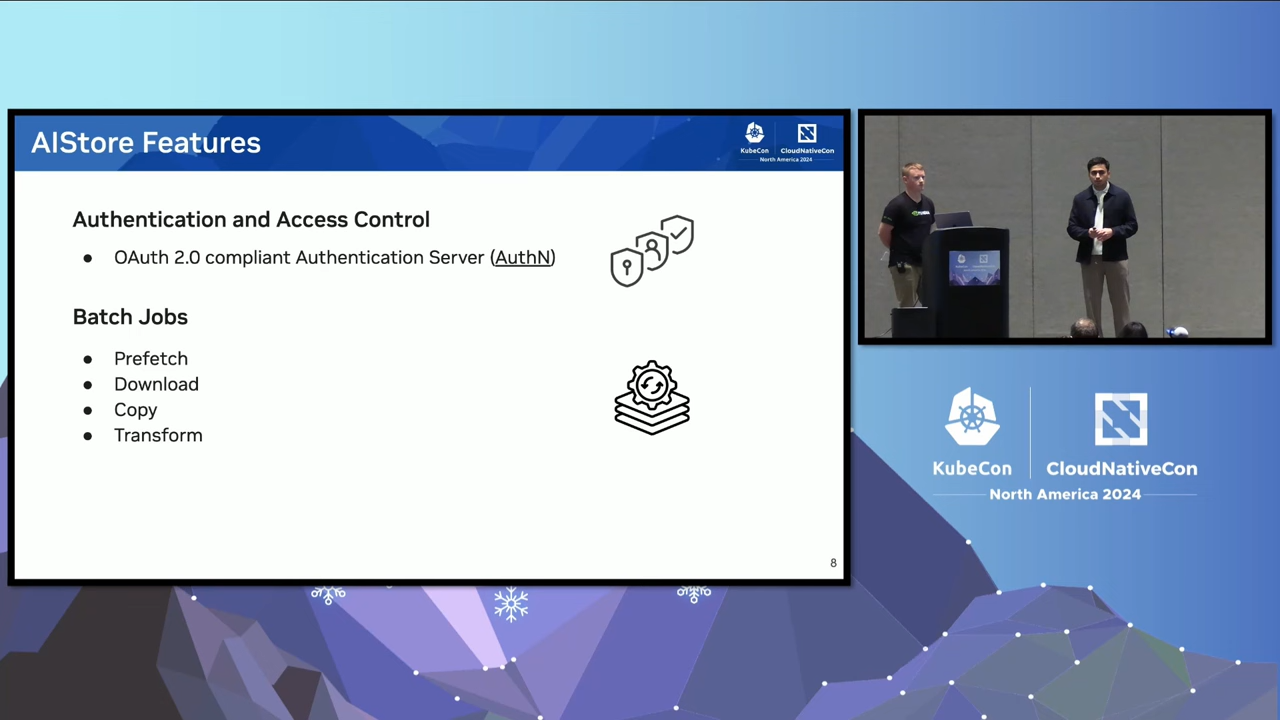 AIStore Features
KubeCon
CloudNativeCon
North America 2024
Authentication and Access Control
● OAuth 2.0 compliant Authentication Server (AuthN)
Batch Jobs
● Prefetch
● Download
● Copy
● Transform
8
KubeCon
CloudNativeCon
North America 2024